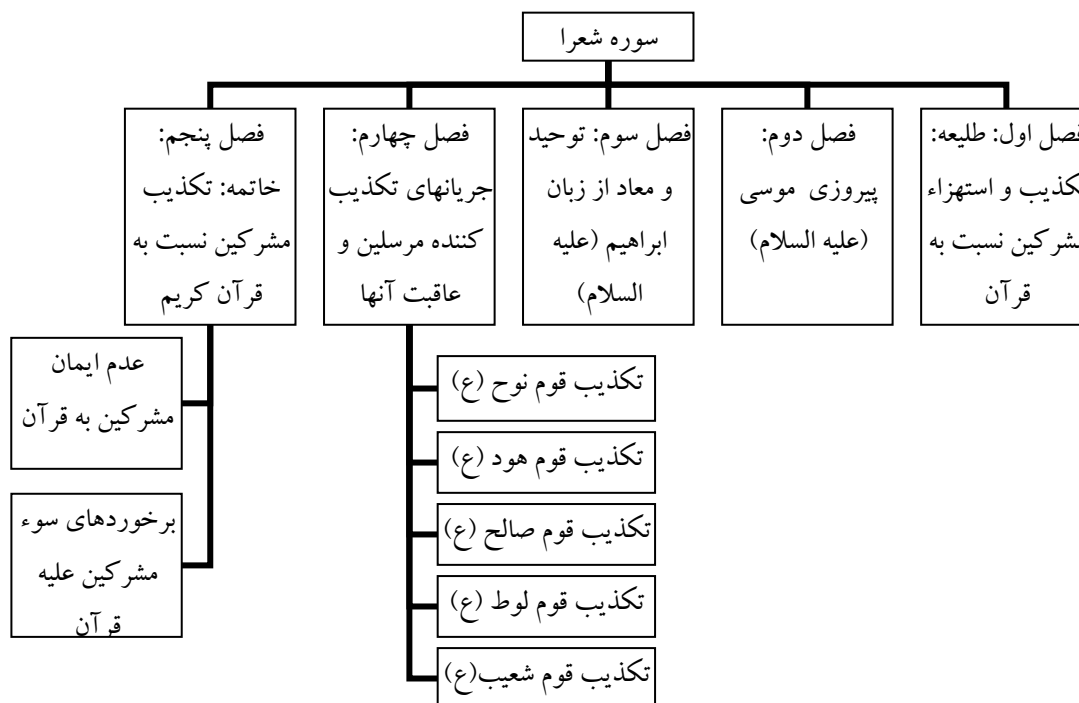 سوره شعرا
فصل اول: طلیعه:
تکذیب و استهزاء
مشرکین نسبت به
قرآن
فصل دوم:
پیروزی موسی
(علیه السلام)
فصل سوم: توحید
و معاد از زبان
ابراهیم (علیه
السلام)
فصل چهارم:
جریانهای تکذیب
کننده مرسلین و
عاقبت آنها
فصل پنجم:
خاتمه: تکذیب
مشرکین نسبت به
قرآن کریم
تکذیب قوم نوح (ع)
تکذیب قوم هود (ع)
تکذیب قوم صالح (ع)
تکذیب قوم لوط (ع)
تکذیب قوم شعیب(ع)
عدم ایمان
مشرکین به قرآن
برخوردهای سوء
مشرکین علیه
قرآن